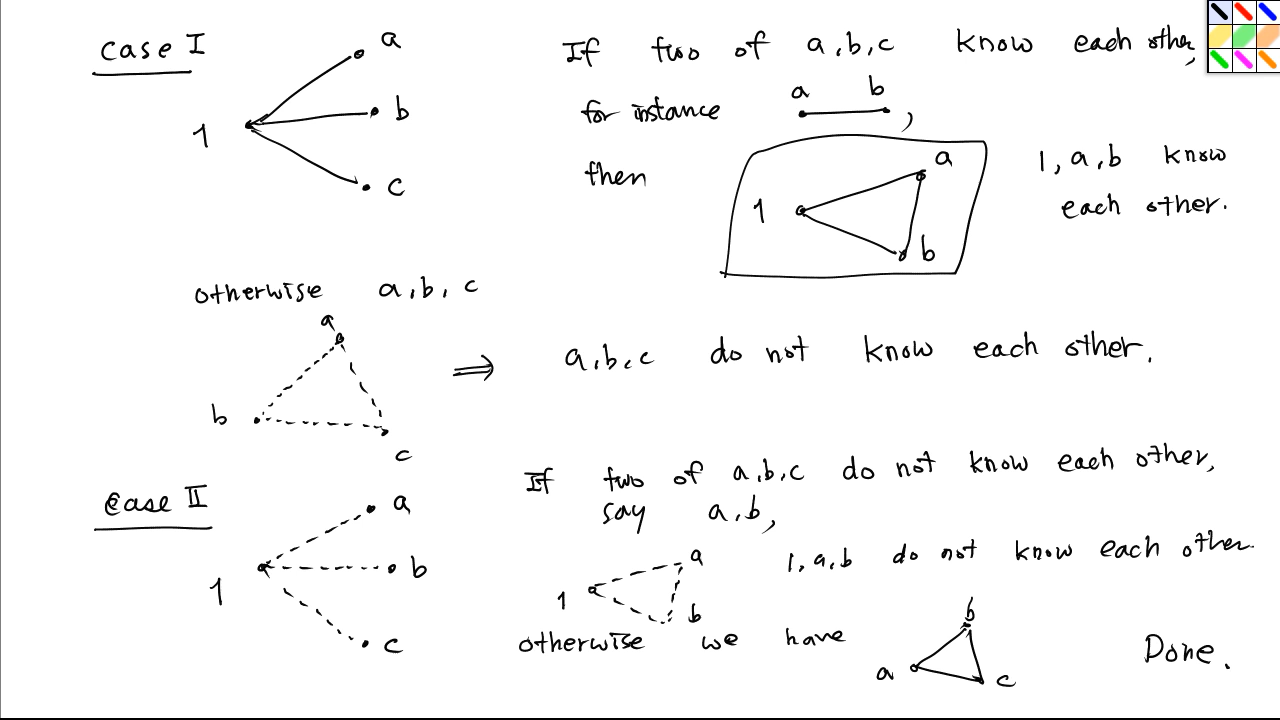 Case I
a
b
c
1
If two of a,b,c know each other,
for instance a b ,
then
1
a
b
1,a,b know
each other.
otherwise a,b,c
a
b
c
⇒ a,b,c do not know each other.
Case II
a
b
c
1
If two of a,b,c do not know each other,
say a,b,
1
a
b
1,a,b do not know each other.
otherwise we have
a
b
c
Done.